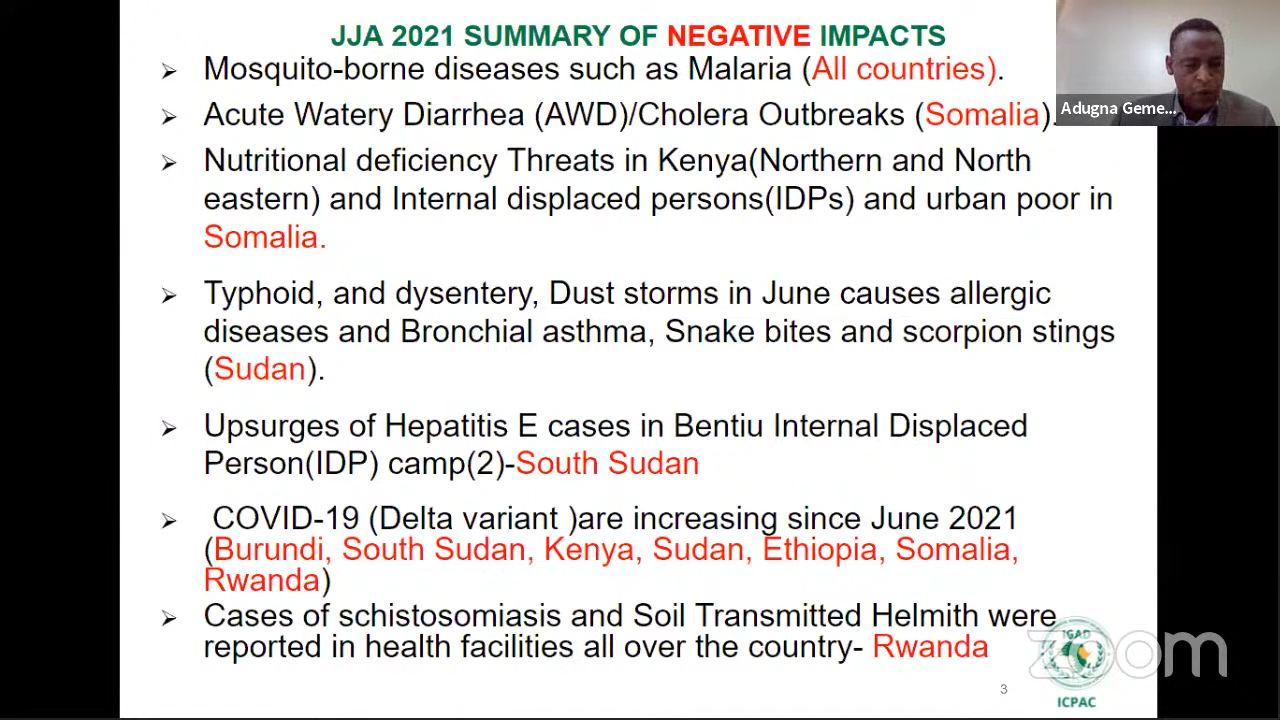 JJA 2021 SUMMARY OF NEGATIVE IMPACTS
Mosquito-borne diseases such as Malaria (All countries).
Acute Watery Diarrhea (AWD)/Cholera Outbreaks (Somalia).
Adugna Geme...
Nutritional deficiency Threats in Kenya(Northern and North
eastern) and Internal displaced persons(IDPs) and urban poor in
Somalia.
Typhoid, and dysentery, Dust storms in June causes allergic
diseases and Bronchial asthma, Snake bites and scorpion stings
(Sudan).
Upsurges of Hepatitis E cases in Bentiu Internal Displaced
Person(IDP) camp(2)-South Sudan
COVID-19 (Delta variant )are increasing since June 2021
(Burundi, South Sudan, Kenya, Sudan, Ethiopia, Somalia,
Rwanda)
Cases of schistosomiasis and Soil Transmitted Helmith were
reported in health facilities all over the country- Rwanda
IGAD
zoom
3
ICPAC